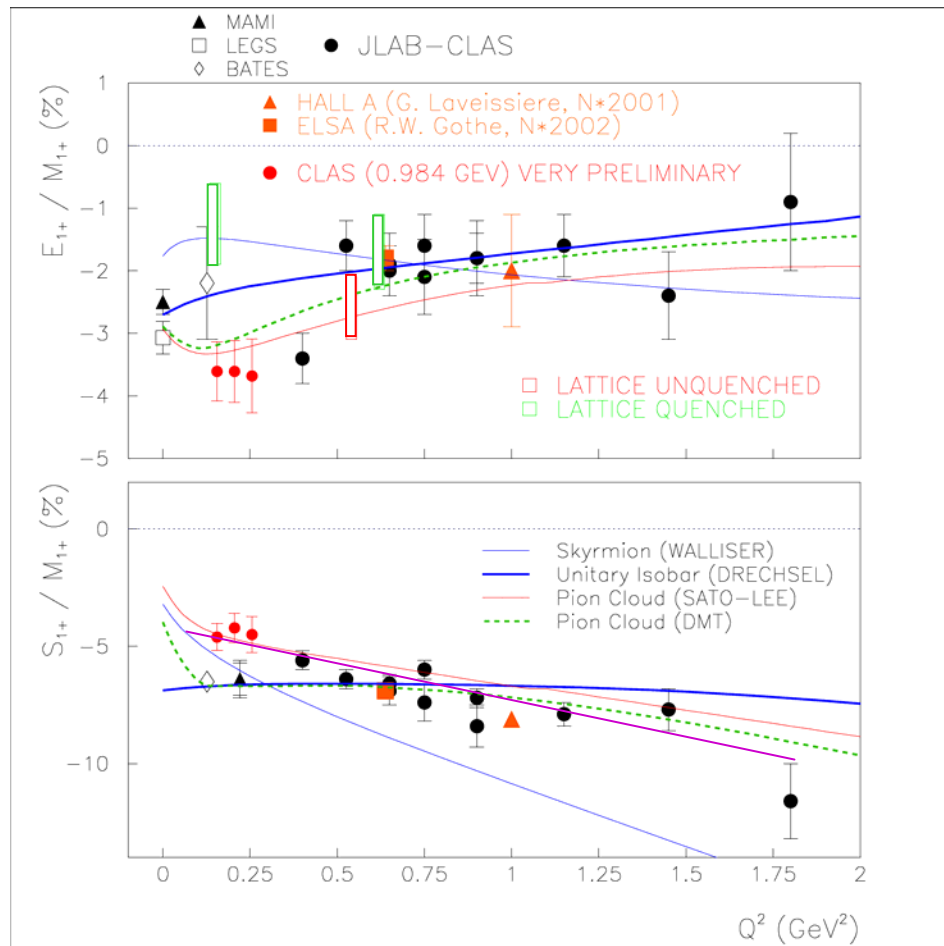 MAMI
LEGS
BATES
JLAB-CLAS
HALL A (G. Laveissiere, N*2001)
ELSA (R.W. Gothe, N*2002)
CLAS (0.984 GEV) VERY PRELIMINARY
E1+ / M1+ (%)
1
0
-1
-2
-3
-4
-5
LATTICE UNQUENCHED
LATTICE QUENCHED
S1+ / M1+ (%)
0
-5
-10
Skyrmion (WALLISER)
Unitary Isobar (DRECHSEL)
Pion Cloud (SATO-LEE)
Pion Cloud (DMT)
0 0.25 0.5 0.75 1 1.25 1.5 1.75 2
Q² (GeV²)